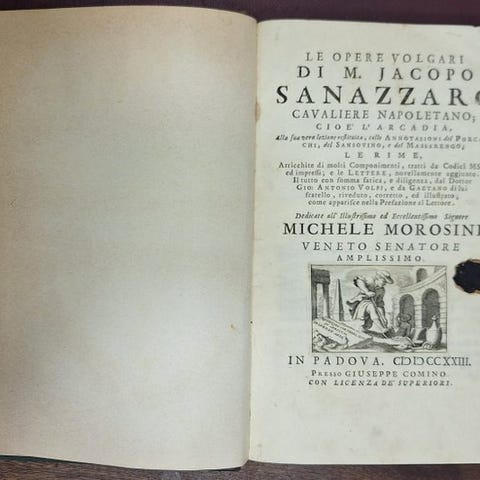 LE OPERE VOLGARI
DI M. JACOPO
SANAZZARO
CAVALIERE NAPOLETANO;
CIOE' L'ARCADIA,
Alla sua vera lezione restituita, colle ANNOTAZIONI del PORCAC-
CHI, del SANSOVINO, e del MASSARENGO;
LE RIME,
Arricchite di molti Componimenti, tratti da Codici MSS.
ed impressi; e le LETTERE, novellamente aggiunte.
Il tutto con somma fatica, e diligenza, dal Dottor
GIO: ANTONIO VOLPI, e da GAETANO di lui
fratello, riveduto, corretto, ed illustrato;
come apparisce nella Prefazione al Lettore.
Dedicate all' Illustrissimo ed Eccellentissimo Signore
MICHELE MOROSINI
VENETO SENATORE
AMPLISSIMO.
IN PADOVA. CIↃIↃCCXXIII.
PRESSO GIUSEPPE COMINO.
CON LICENZA DE' SUPERIORI.